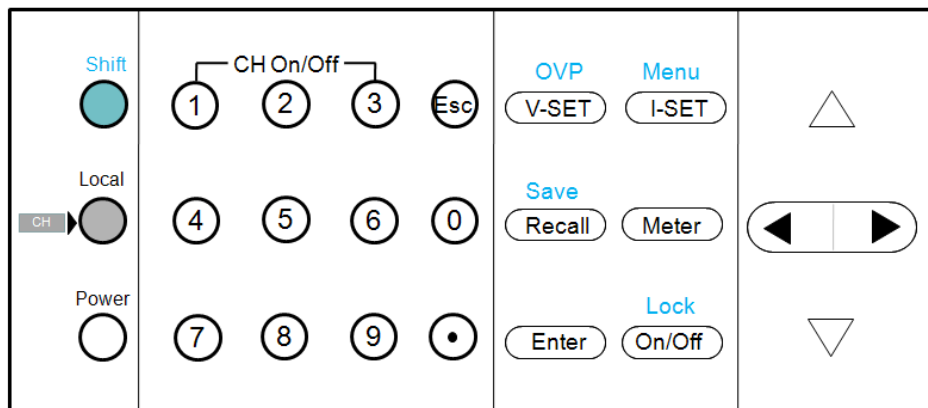 Shift
CH On/Off
OVP
Menu
1
2
3
Esc
V-SET
I-SET
Local
Save
CH
4
5
6
0
Recall
Meter
Power
Lock
7
8
9
•
Enter
On/Off